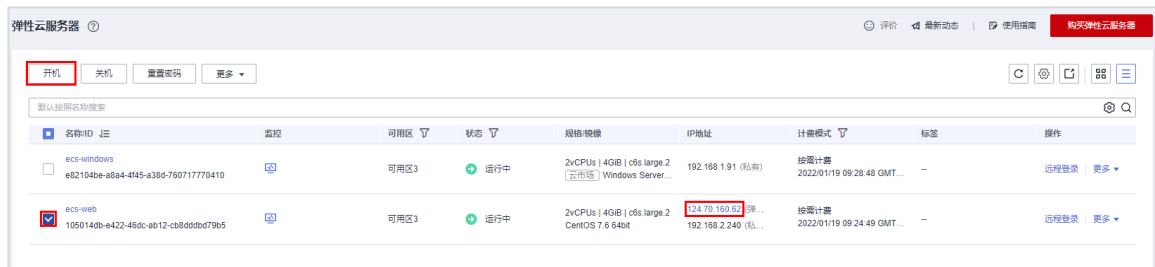 弹性云服务器
评价 最新动态 | 使用指南 购买弹性云服务器
开机 关机 重置密码 更多
默认按照名称搜索
名称/ID 监控 可用区 状态 规格/镜像 IP地址 计费模式 标签 操作
ecs-windows
e82104be-a8a4-4f45-a38d-760717770410
可用区3
运行中
2vCPUs | 4GiB | c6s.large.2
云市场 Windows Server...
192.168.1.91 (私有)
按需计费
2022/01/19 09:28:48 GMT...
--
远程登录 更多
ecs-web
105014db-e422-46dc-ab12-cb8dddbd79b5
可用区3
运行中
2vCPUs | 4GiB | c6s.large.2
CentOS 7.6 64bit
124.70.160.62 (弹...
192.168.2.240 (私...
按需计费
2022/01/19 09:24:49 GMT...
--
远程登录 更多